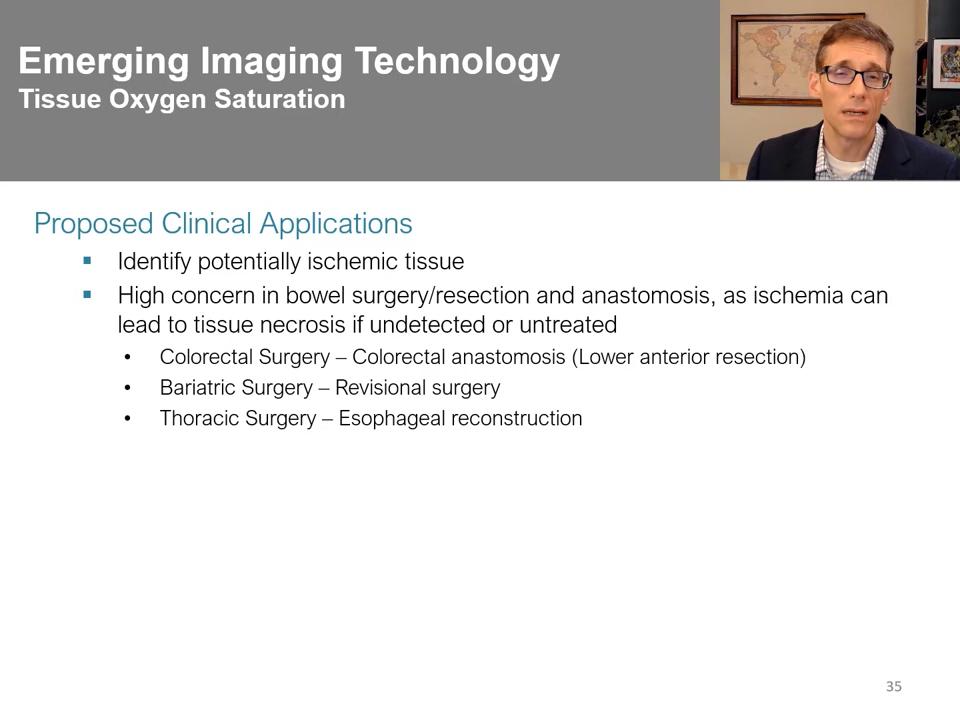 Emerging Imaging Technology
Tissue Oxygen Saturation
Proposed Clinical Applications
▪ Identify potentially ischemic tissue
▪ High concern in bowel surgery/resection and anastomosis, as ischemia can
lead to tissue necrosis if undetected or untreated
• Colorectal Surgery – Colorectal anastomosis (Lower anterior resection)
• Bariatric Surgery – Revisional surgery
• Thoracic Surgery – Esophageal reconstruction
35